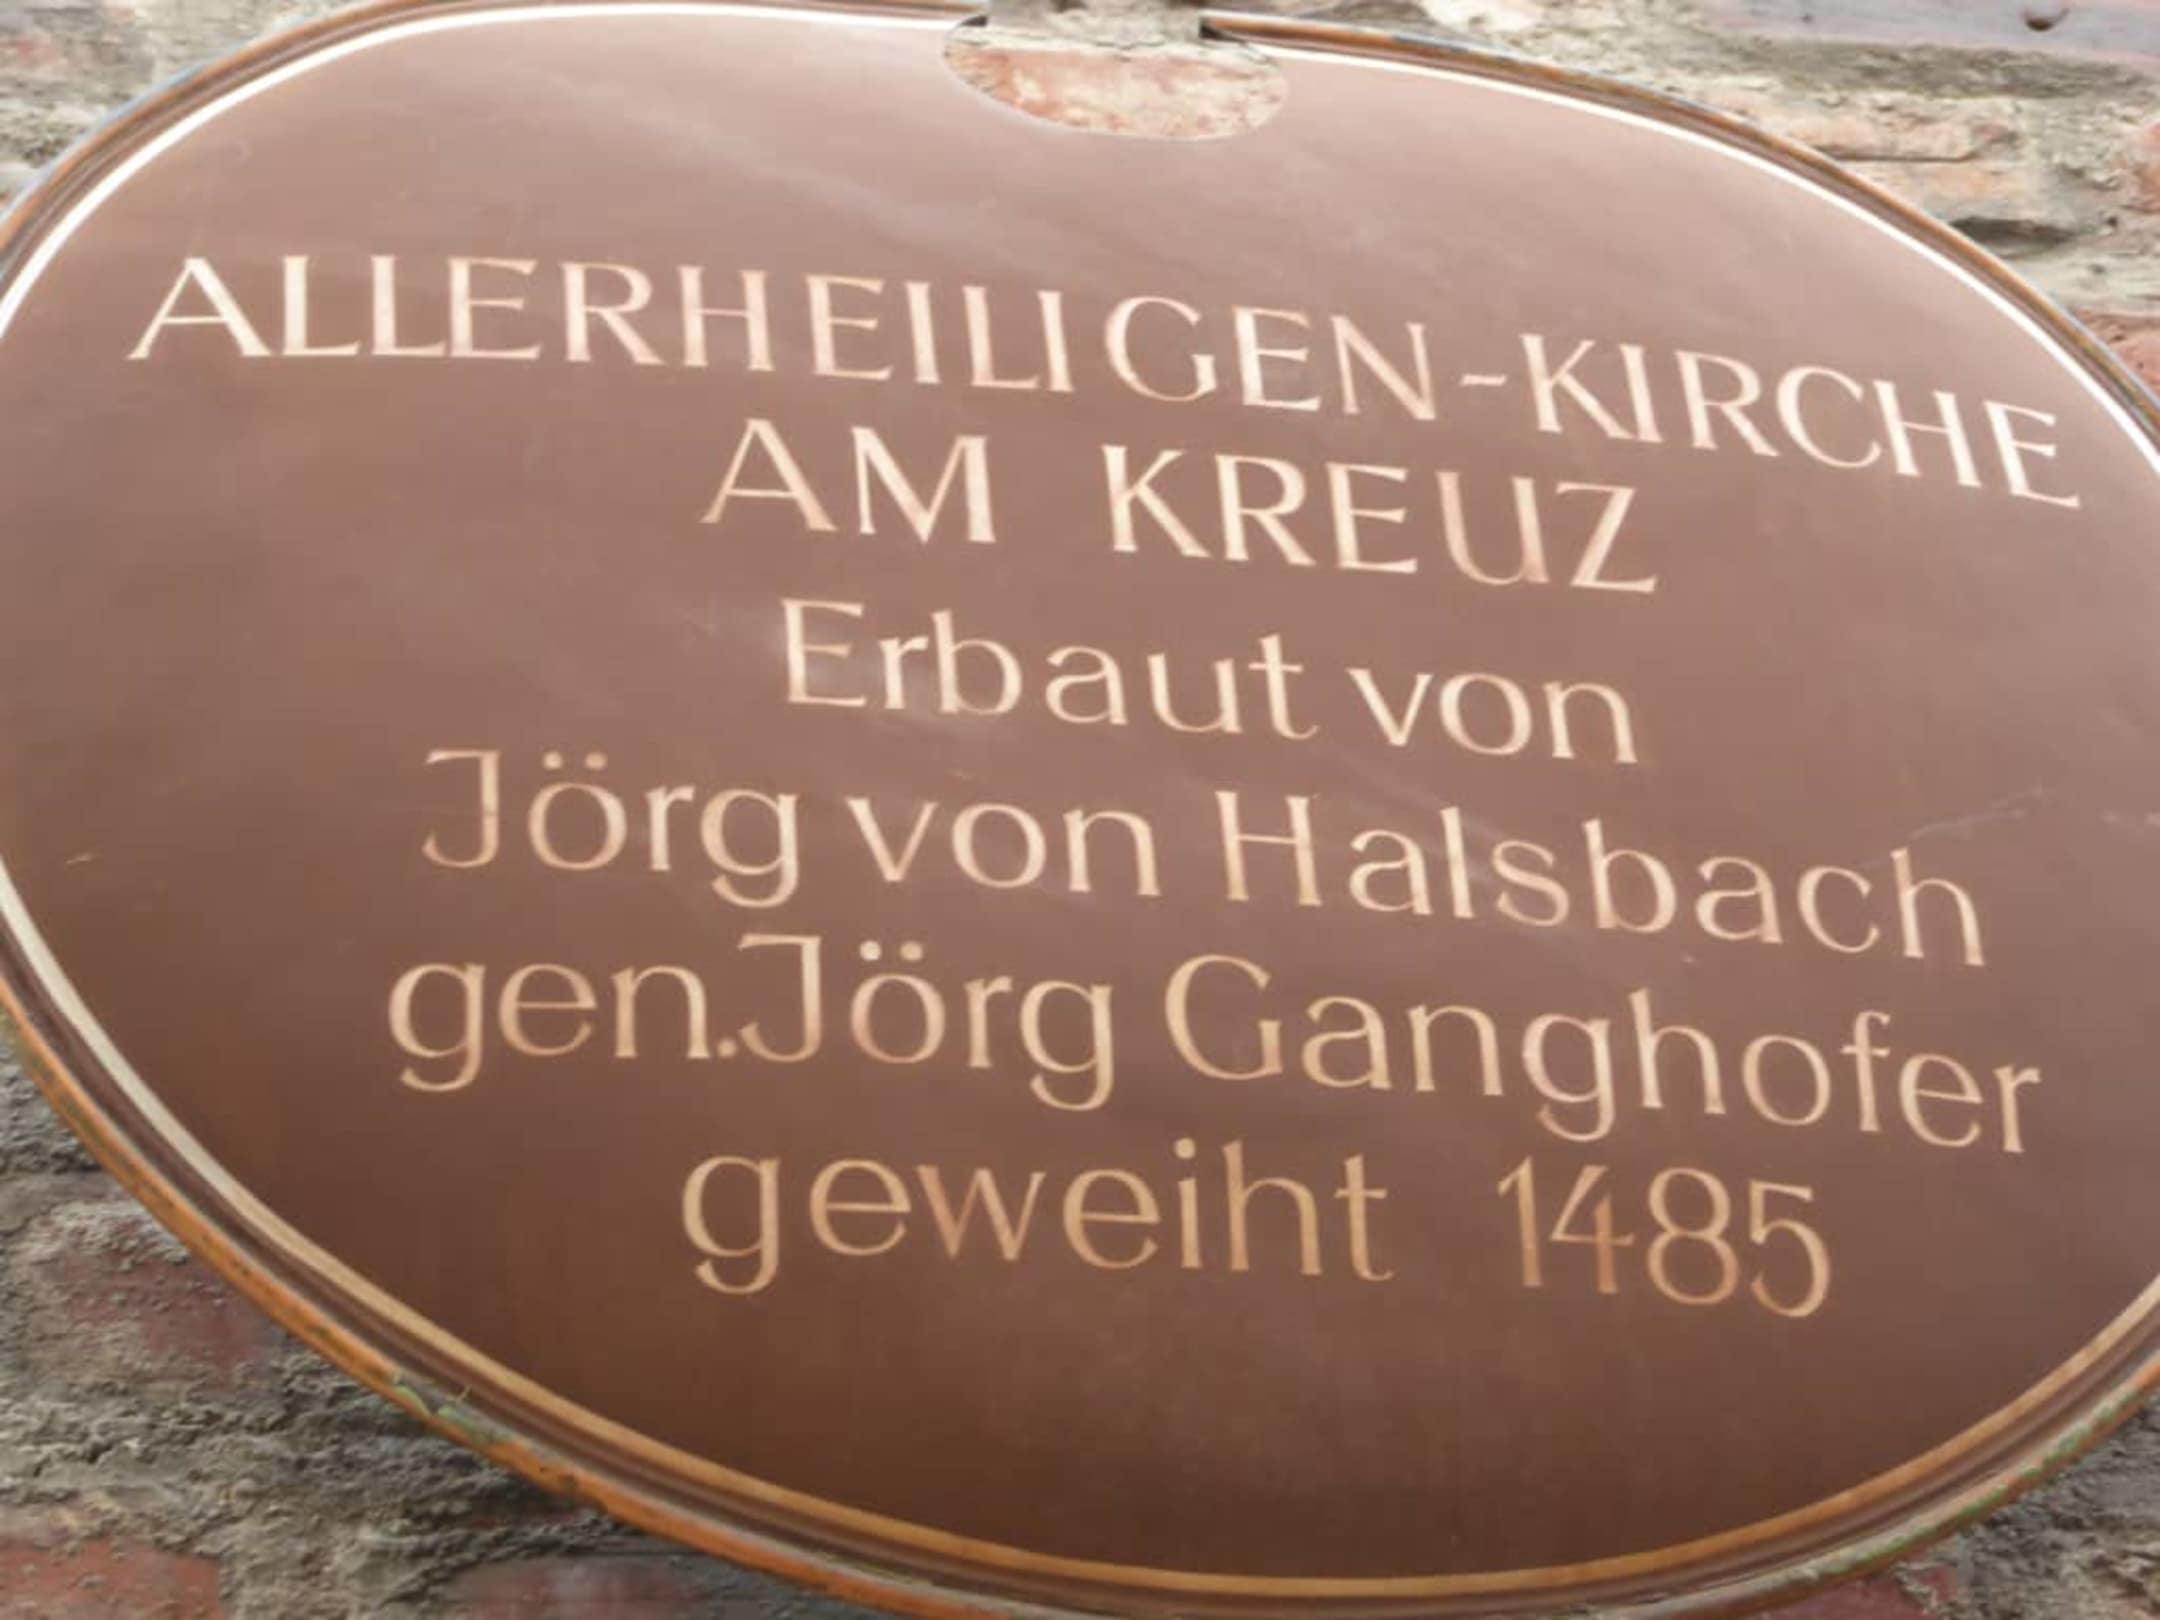 ALLERHEILIGEN-KIRCHE
AM KREUZ
Erbaut von
Jörg von Halsbach
gen. Jörg Ganghofer
geweiht 1485